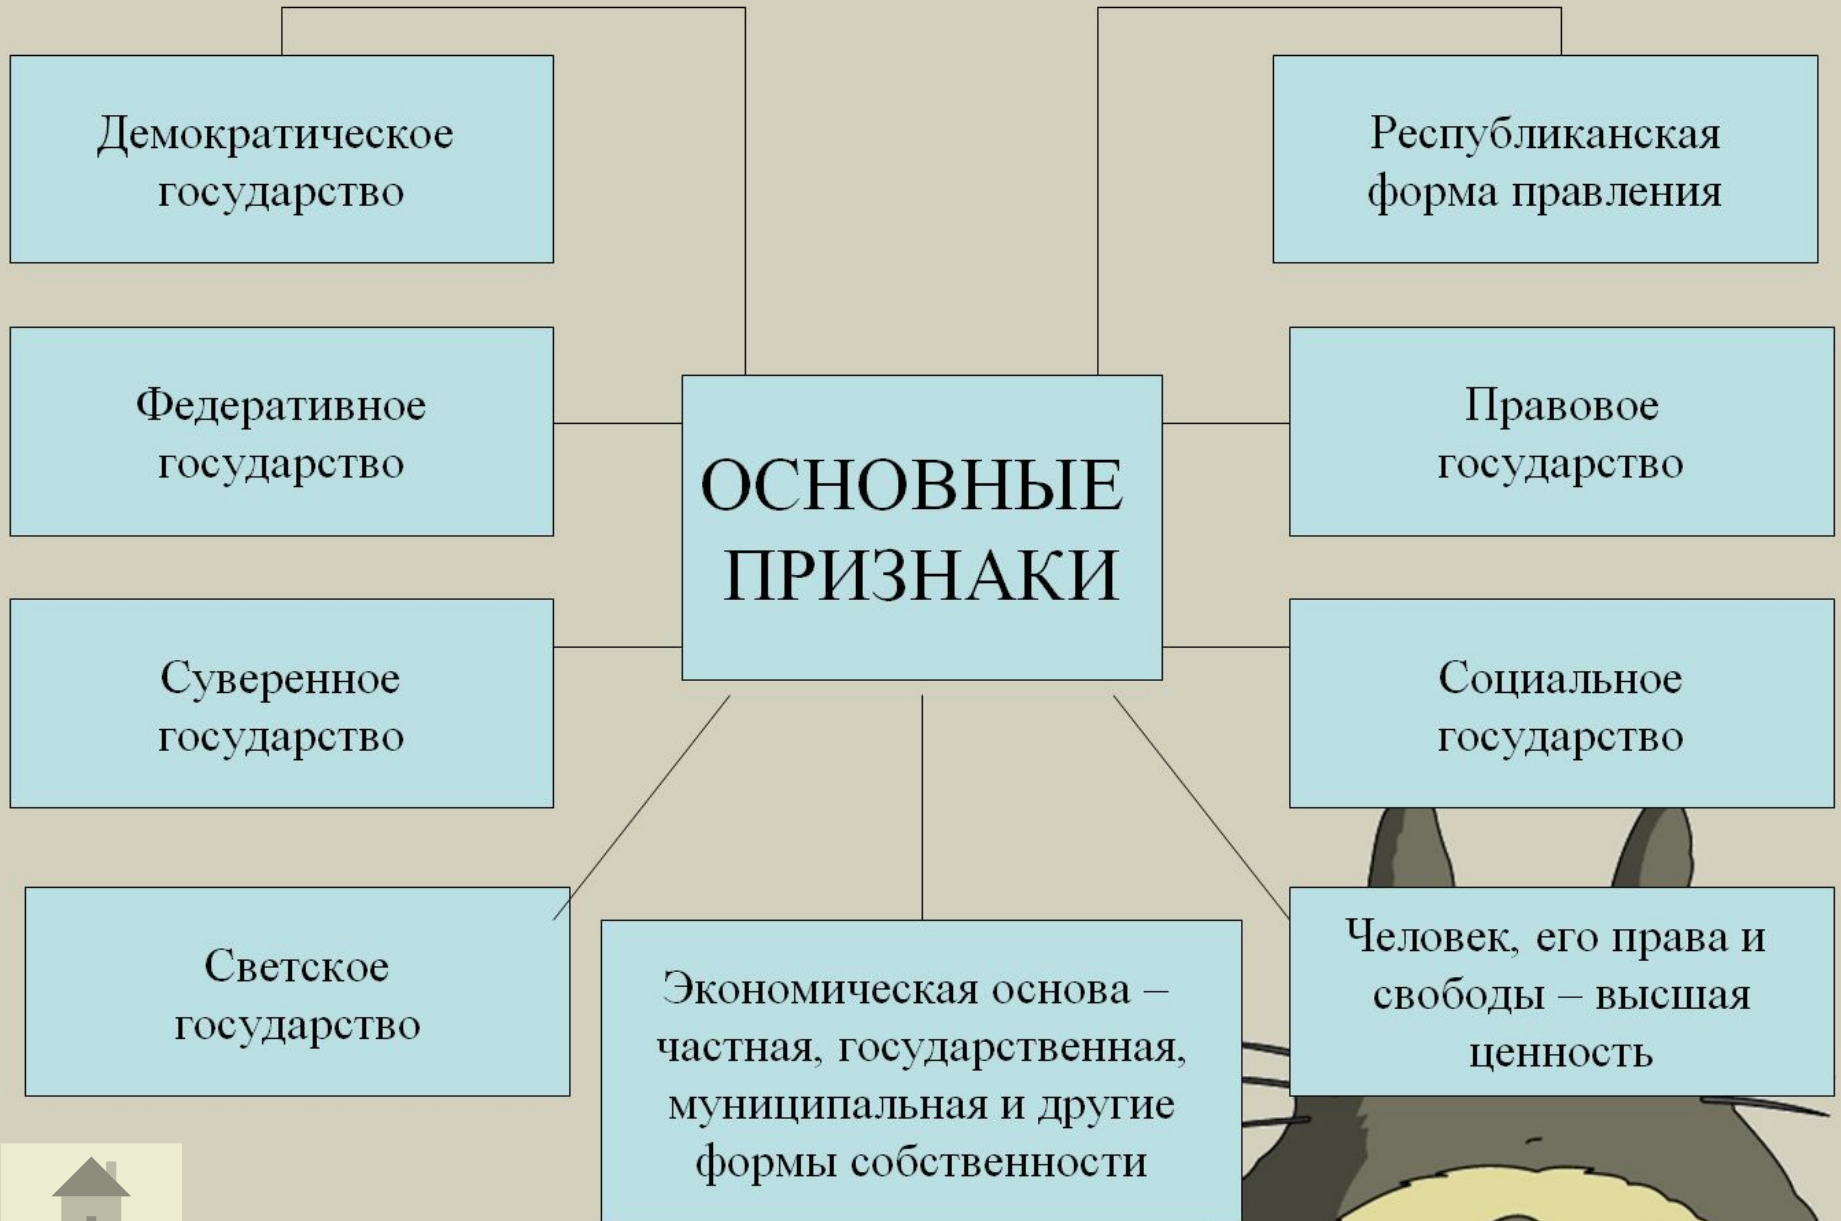 Демократическое
государство
Республиканская
форма правления
Федеративное
государство
Правовое
государство
ОСНОВНЫЕ
ПРИЗНАКИ
Суверенное
государство
Социальное
государство
Светское
государство
Экономическая основа –
частная, государственная,
муниципальная и другие
формы собственности
Человек, его права и
свободы – высшая
ценность